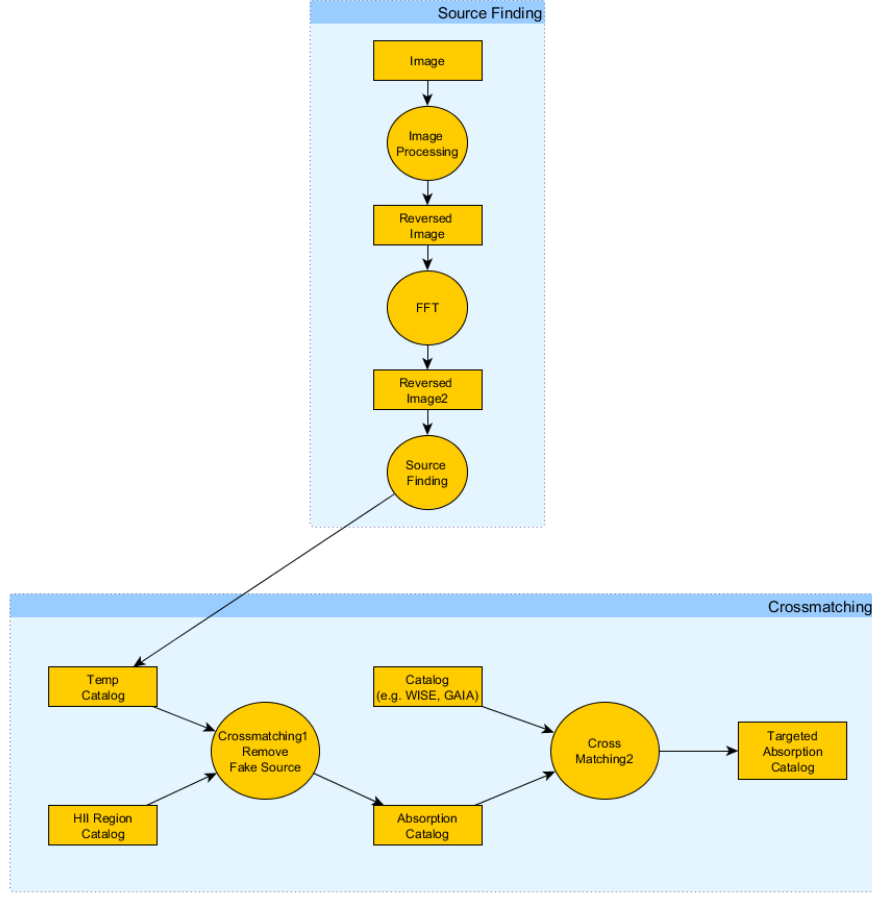 Source Finding
Image
Image
Processing
Reversed
Image
FFT
Reversed
Image2
Source
Finding
Crossmatching
Temp
Catalog
Catalog
(e.g. WISE, GAIA)
Crossmatching1
Remove
Fake Source
Cross
Matching2
Targeted
Absorption
Catalog
HII Region
Catalog
Absorption
Catalog